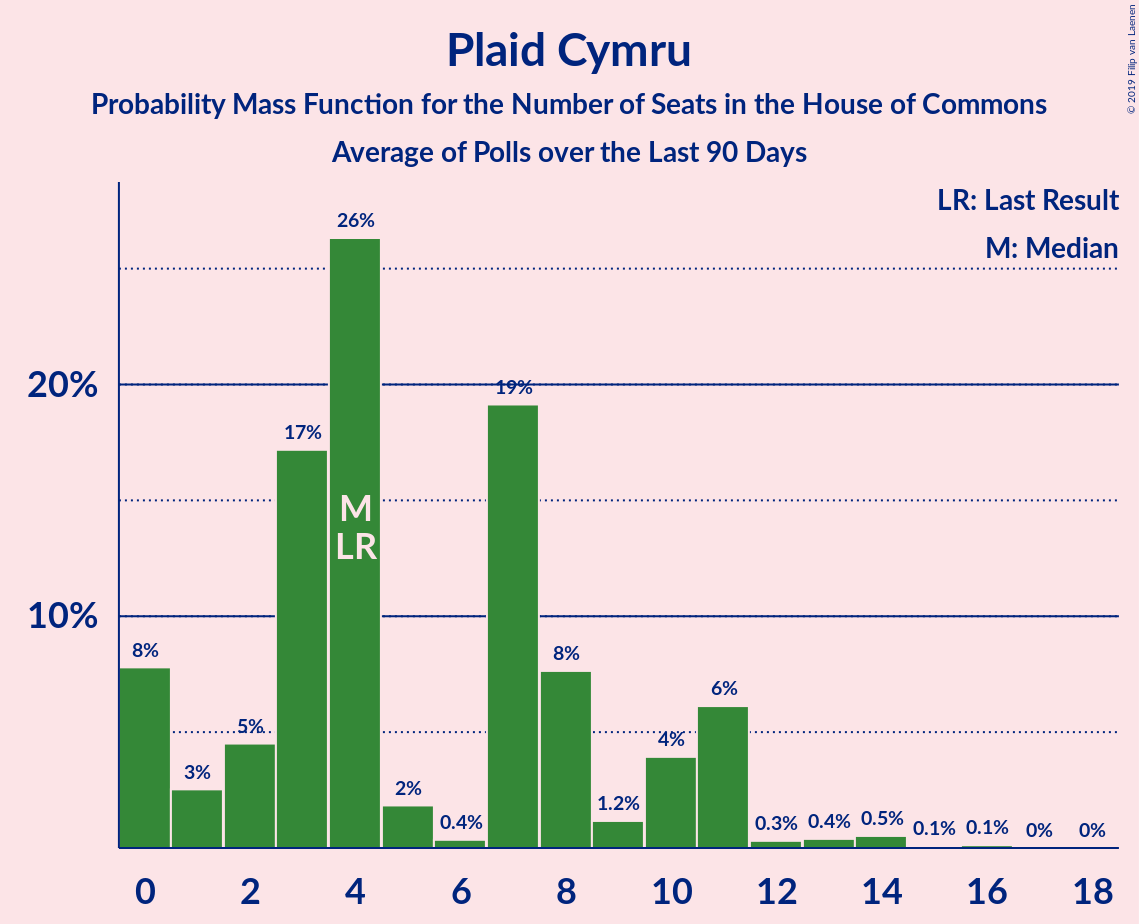 Plaid Cymru
Probability Mass Function for the Number of Seats in the House of Commons
Average of Polls over the Last 90 Days
© 2019 Filip van Laenen
LR: Last Result
M: Median
20%
10%
8%
3%
5%
17%
26%
2%
0.4%
19%
8%
1.2%
4%
6%
0.3%
0.4%
0.5%
0.1%
0.1%
0%
0%
M
LR
0 2 4 6 8 10 12 14 16 18